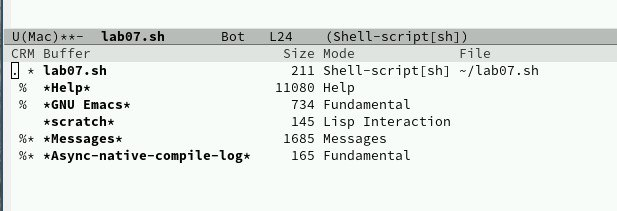 U(Mac)**-  lab07.sh      Bot   L24    (Shell-script[sh])
CRM Buffer                    Size Mode             File
. * lab07.sh                   211 Shell-script[sh] ~/lab07.sh
 %  *Help*                   11080 Help
 %  *GNU Emacs*                734 Fundamental
    *scratch*                  145 Lisp Interaction
 %* *Messages*                1685 Messages
 %* *Async-native-compile-log* 165 Fundamental